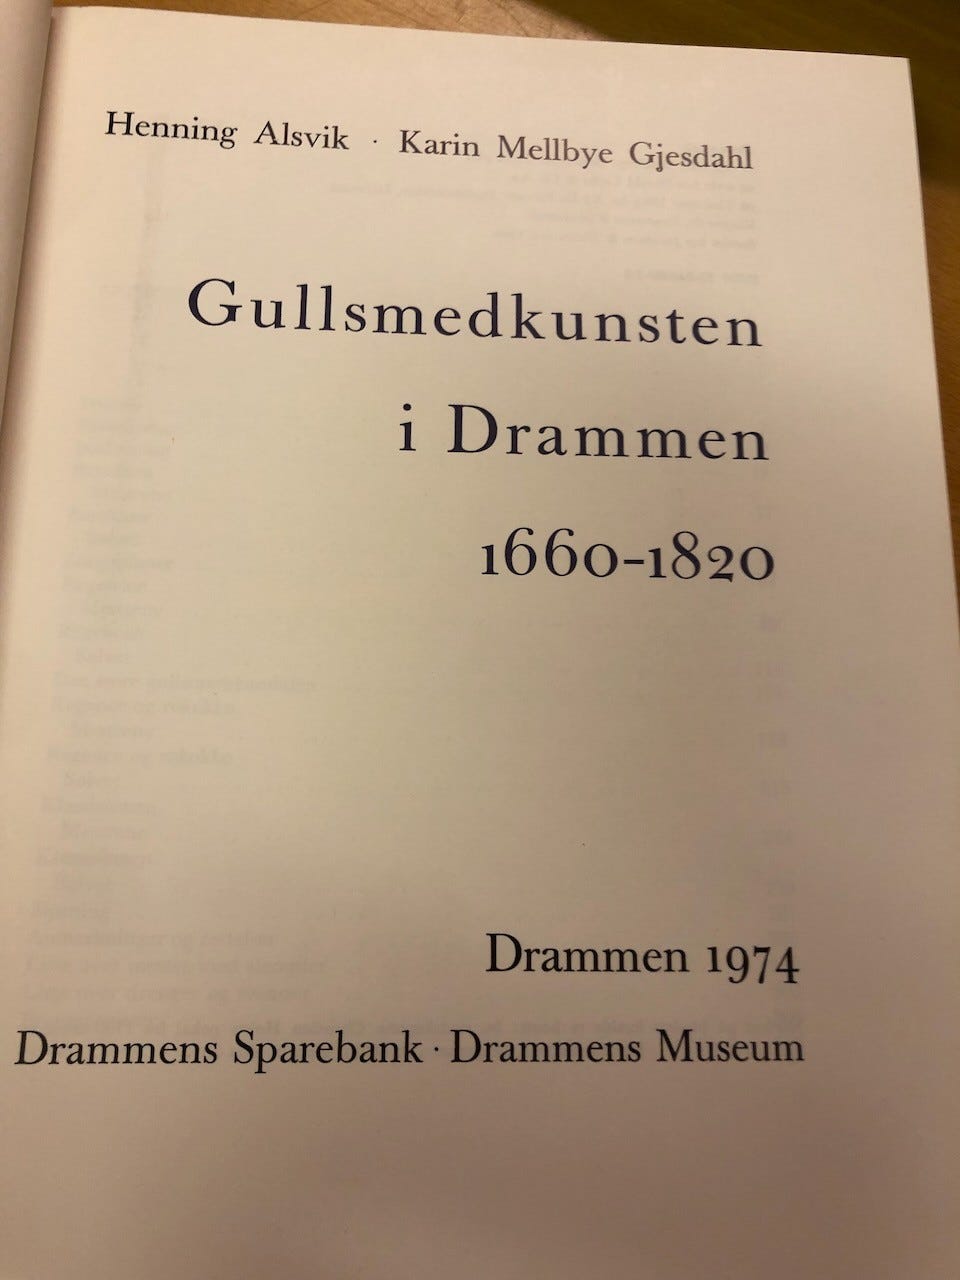 Henning Alsvik · Karin Mellbye Gjesdahl
Gullsmedkunsten
i Drammen
1660-1820
Drammen 1974
Drammens Sparebank · Drammens Museum